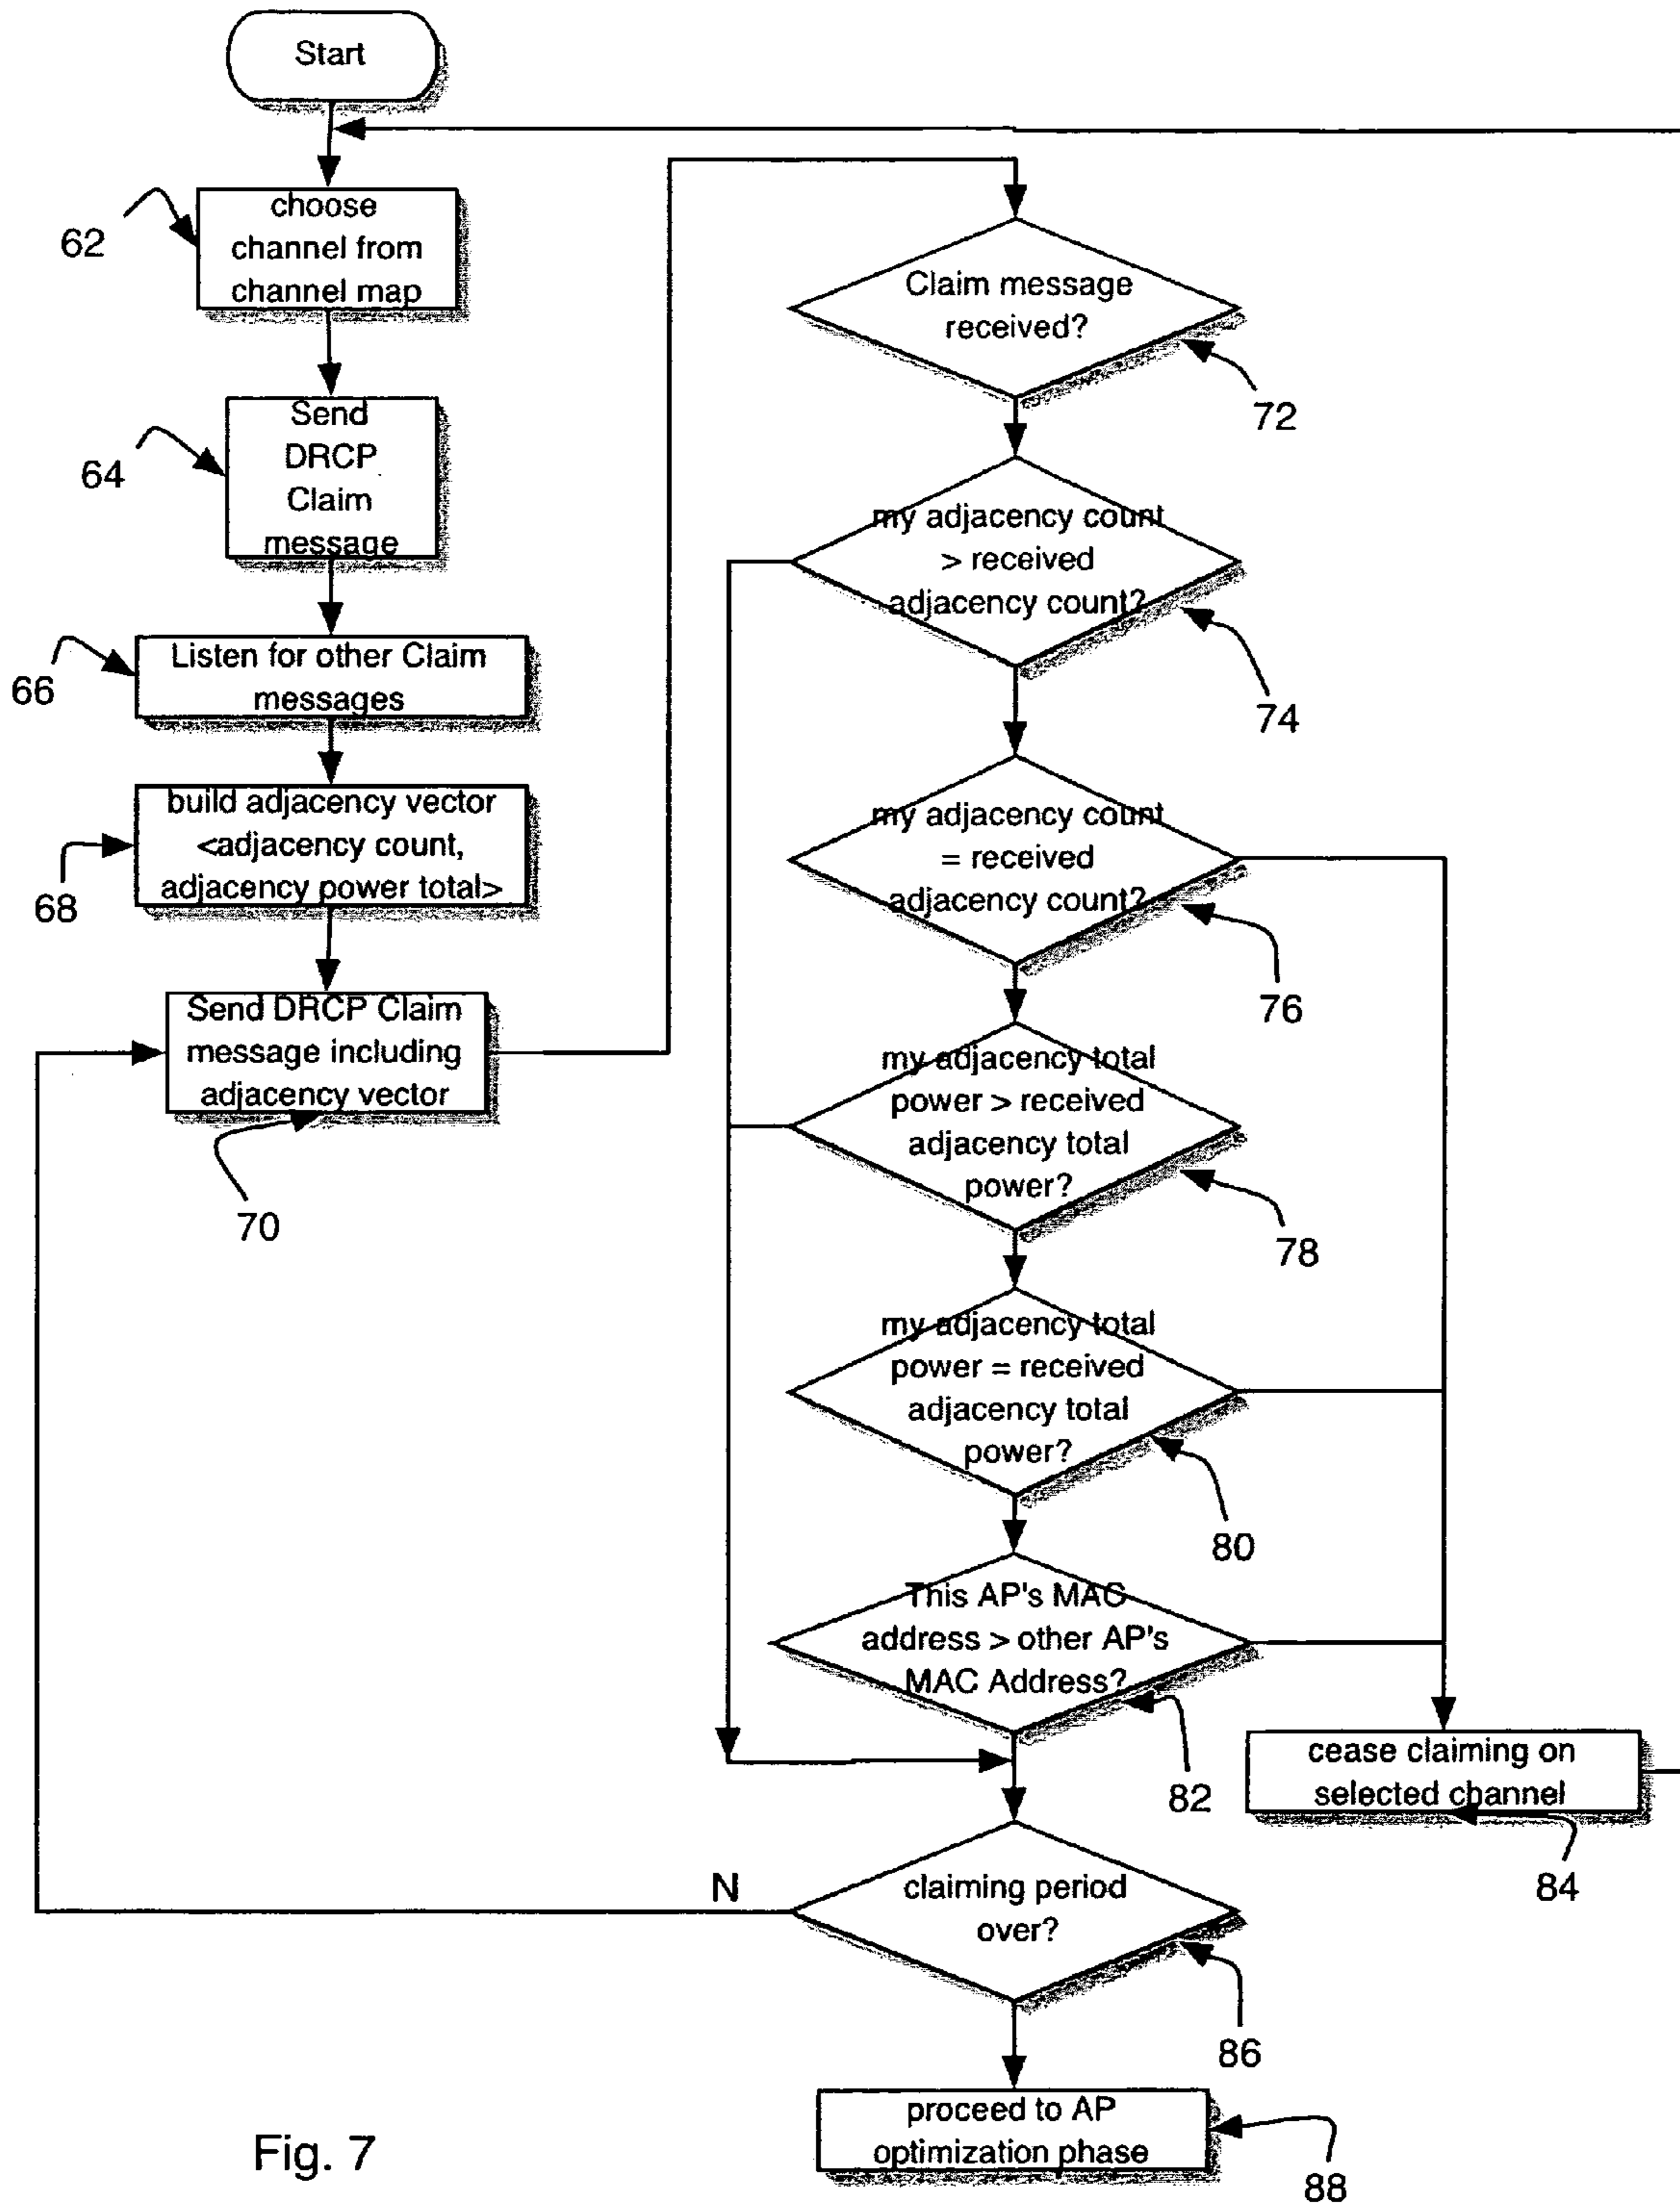 Start
choose
channel from
channel map
62
Send
DRCP
Claim
message
64
Listen for other Claim
messages
66
build adjacency vector
<adjacency count,
adjacency power total>
68
Send DRCP Claim
message including
adjacency vector
70
Claim message
received?
72
my adjacency count
> received
adjacency count?
74
my adjacency count
= received
adjacency count?
76
my adjacency total
power > received
adjacency total
power?
78
my adjacency total
power = received
adjacency total
power?
80
This AP's MAC
address > other AP's
MAC Address?
82
cease claiming on
selected channel
84
N
claiming period
over?
86
proceed to AP
optimization phase
88
Fig. 7